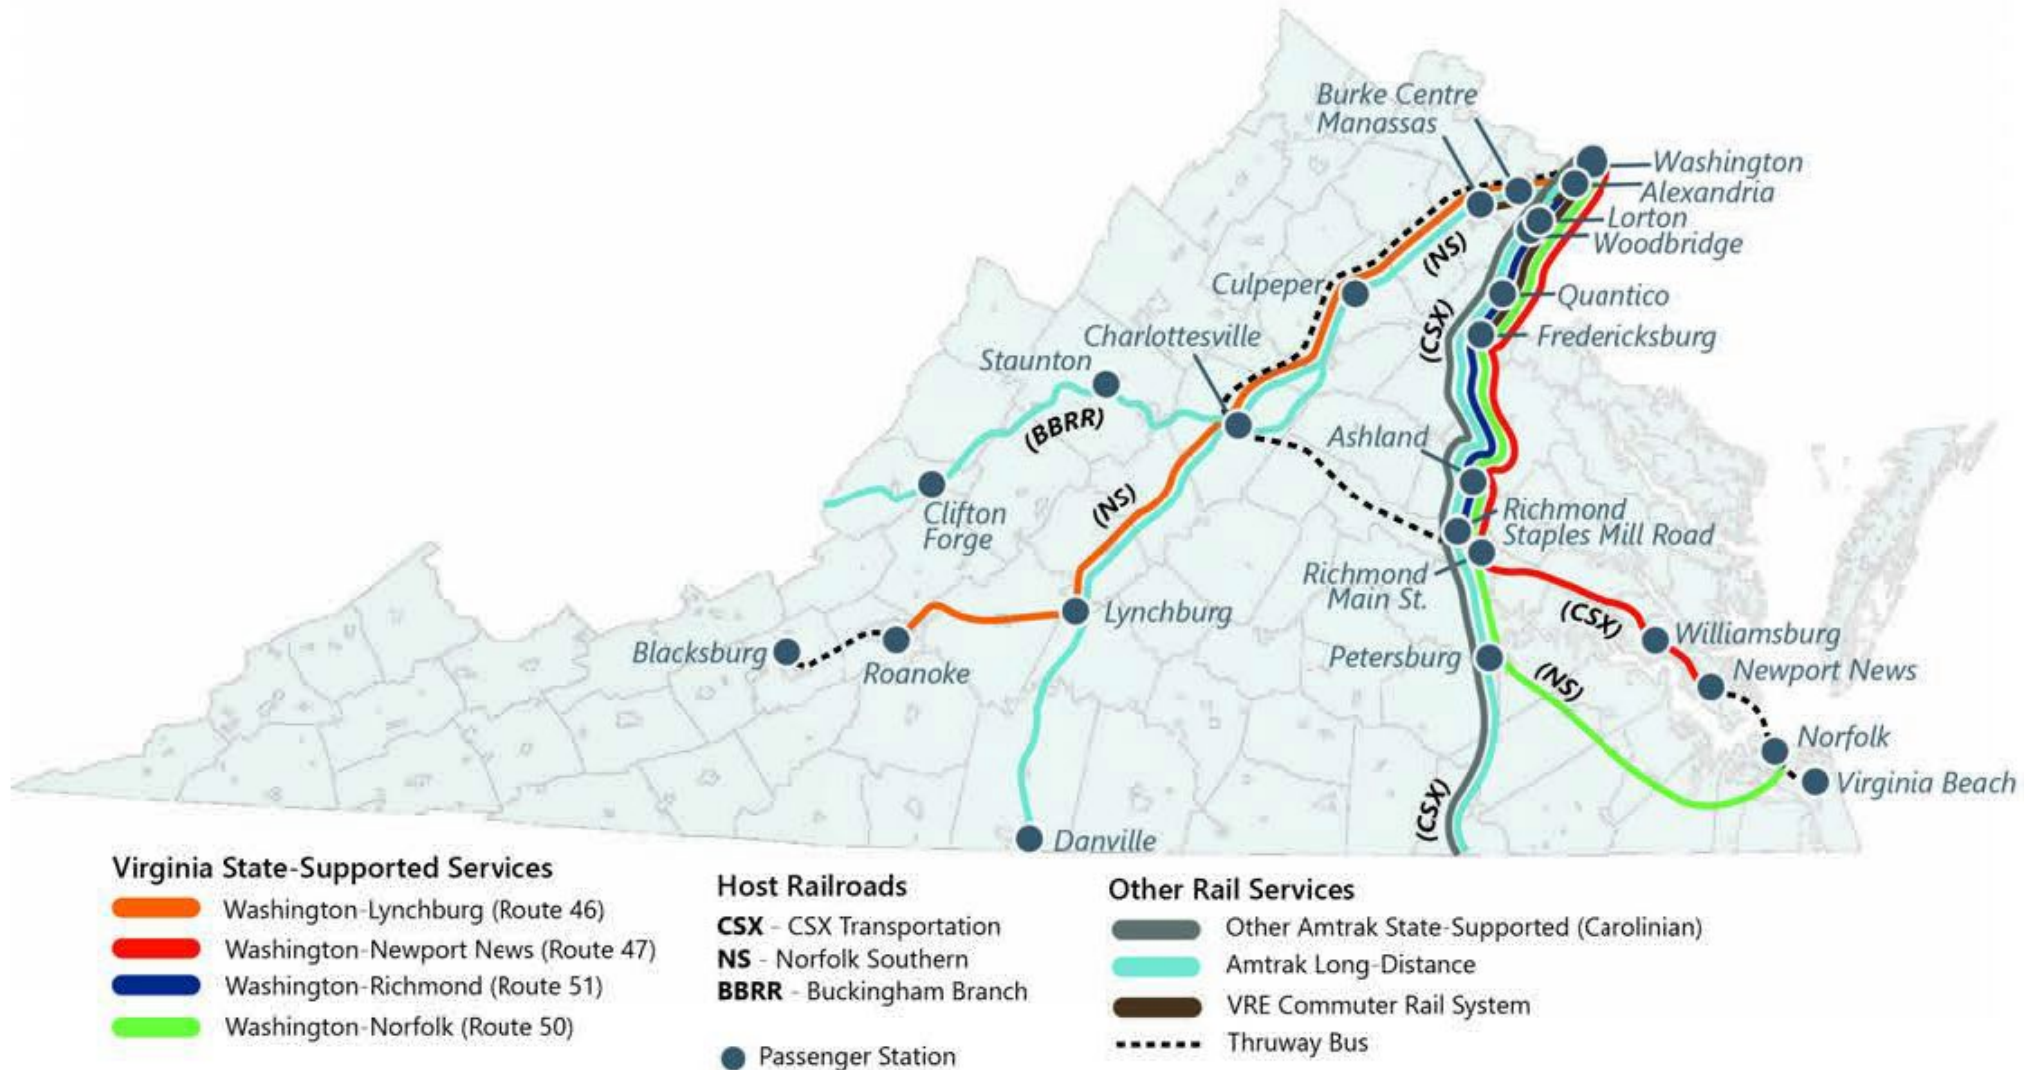 Burke Centre
Manassas
Washington
Alexandria
Lorton
Woodbridge
(NS)
Culpeper
Quantico
(CSX)
Charlottesville
Fredericksburg
Staunton
(BBRR)
Ashland
Clifton
Forge
(NS)
Richmond
Staples Mill Road
Richmond
Main St.
Lynchburg
(CSX)
Williamsburg
Blacksburg
Roanoke
Petersburg
(NS)
Newport News
Norfolk
Virginia Beach
(CSX)
Danville
Virginia State-Supported Services
Washington-Lynchburg (Route 46)
Washington-Newport News (Route 47)
Washington-Richmond (Route 51)
Washington-Norfolk (Route 50)
Host Railroads
CSX - CSX Transportation
NS - Norfolk Southern
BBRR - Buckingham Branch
Passenger Station
Other Rail Services
Other Amtrak State-Supported (Carolinian)
Amtrak Long-Distance
VRE Commuter Rail System
Thruway Bus